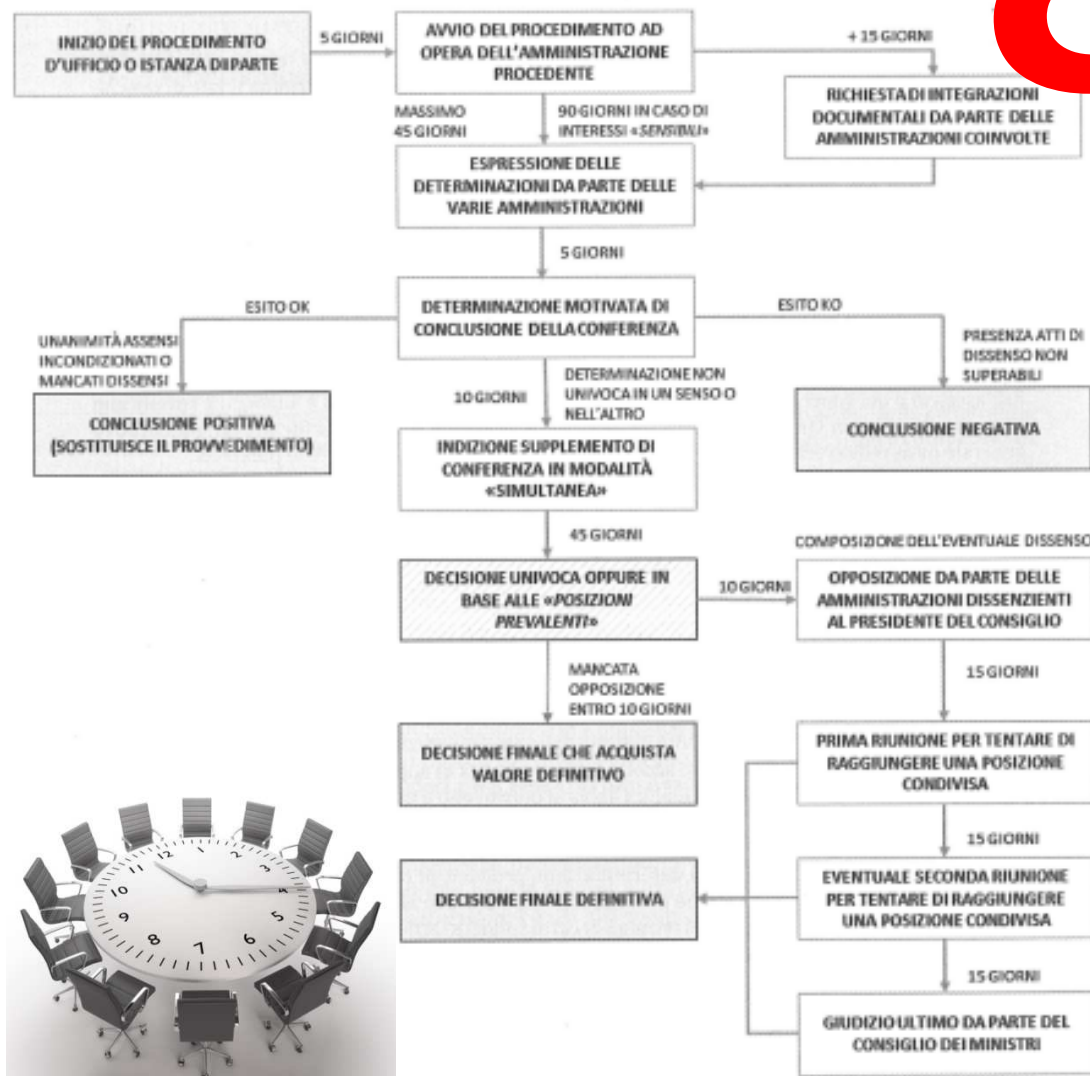 INIZIO DEL PROCEDIMENTO
D'UFFICIO O ISTANZA DI PARTE
5 GIORNI
AVVIO DEL PROCEDIMENTO AD
OPERA DELL'AMMINISTRAZIONE
PROCEDENTE
+ 15 GIORNI
RICHIESTA DI INTEGRAZIONI
DOCUMENTALI DA PARTE DELLE
AMMINISTRAZIONI COINVOLTE
MASSIMO
45 GIORNI
90 GIORNI IN CASO DI
INTERESSI «SENSIBILI»
ESPRESSIONE DELLE
DETERMINAZIONI DA PARTE DELLE
VARIE AMMINISTRAZIONI
5 GIORNI
DETERMINAZIONE MOTIVATA DI
CONCLUSIONE DELLA CONFERENZA
ESITO OK
UNANIMITÀ ASSENSI
INCONDIZIONATI O
MANCATI DISSENSI
CONCLUSIONE POSITIVA
(SOSTITUISCE IL PROVVEDIMENTO)
ESITO KO
PRESENZA ATTI DI
DISSENSO NON
SUPERABILI
CONCLUSIONE NEGATIVA
10 GIORNI
DETERMINAZIONE NON
UNIVOCA IN UN SENSO O
NELL'ALTRO
INDIZIONE SUPPLEMENTO DI
CONFERENZA IN MODALITÀ
«SIMULTANEA»
45 GIORNI
DECISIONE UNIVOCA OPPURE IN
BASE ALLE «POSIZIONI
PREVALENTI»
10 GIORNI
COMPOSIZIONE DELL'EVENTUALE DISSENSO
OPPOSIZIONE DA PARTE DELLE
AMMINISTRAZIONI DISSENZIENTI
AL PRESIDENTE DEL CONSIGLIO
MANCATA
OPPOSIZIONE
ENTRO 10 GIORNI
DECISIONE FINALE CHE ACQUISTA
VALORE DEFINITIVO
15 GIORNI
PRIMA RIUNIONE PER TENTARE DI
RAGGIUNGERE UNA POSIZIONE
CONDIVISA
15 GIORNI
EVENTUALE SECONDA RIUNIONE
PER TENTARE DI RAGGIUNGERE
UNA POSIZIONE CONDIVISA
DECISIONE FINALE DEFINITIVA
15 GIORNI
GIUDIZIO ULTIMO DA PARTE DEL
CONSIGLIO DEI MINISTRI
12
1
2
3
4
5
6
7
8
9
10
11